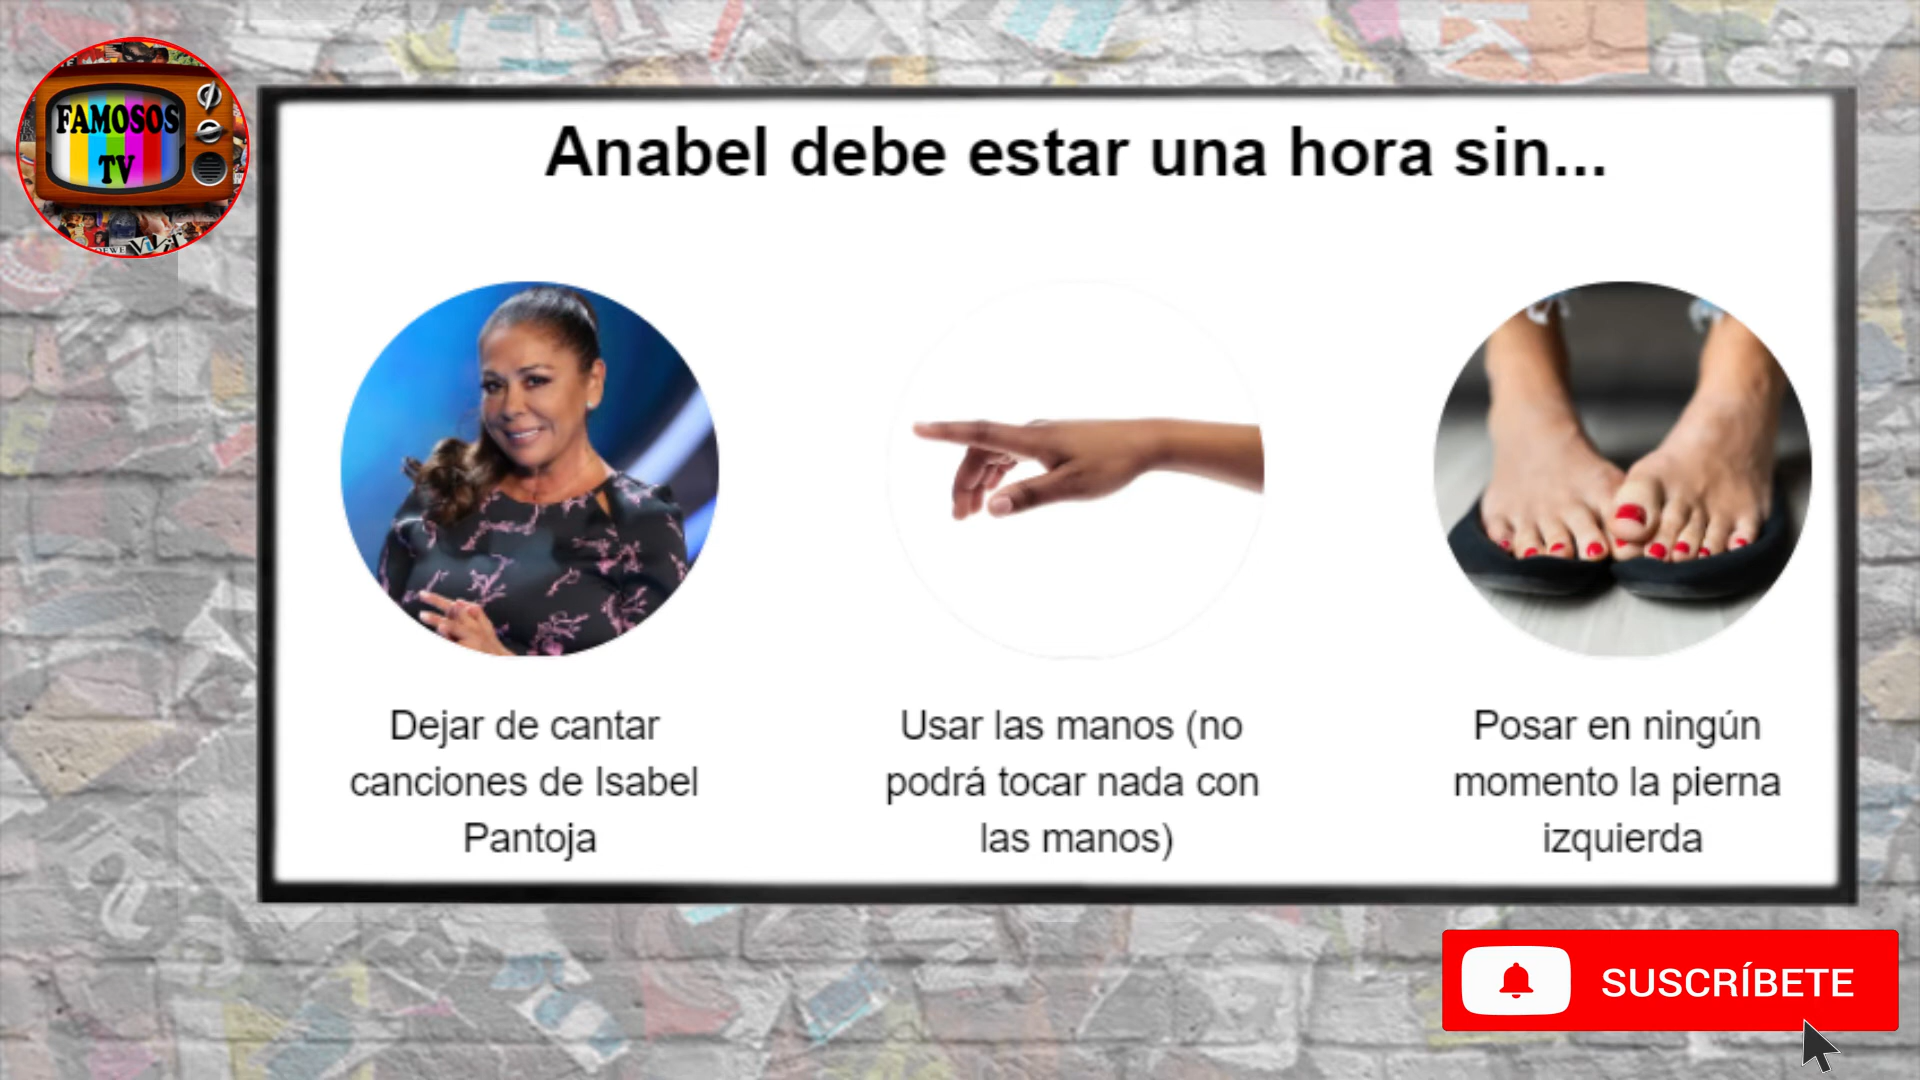 FAMOSOS
TV
Anabel debe estar una hora sin...
Dejar de cantar
canciones de Isabel
Pantoja
Usar las manos (no
podrá tocar nada con
las manos)
Posar en ningún
momento la pierna
izquierda
SUSCRÍBETE